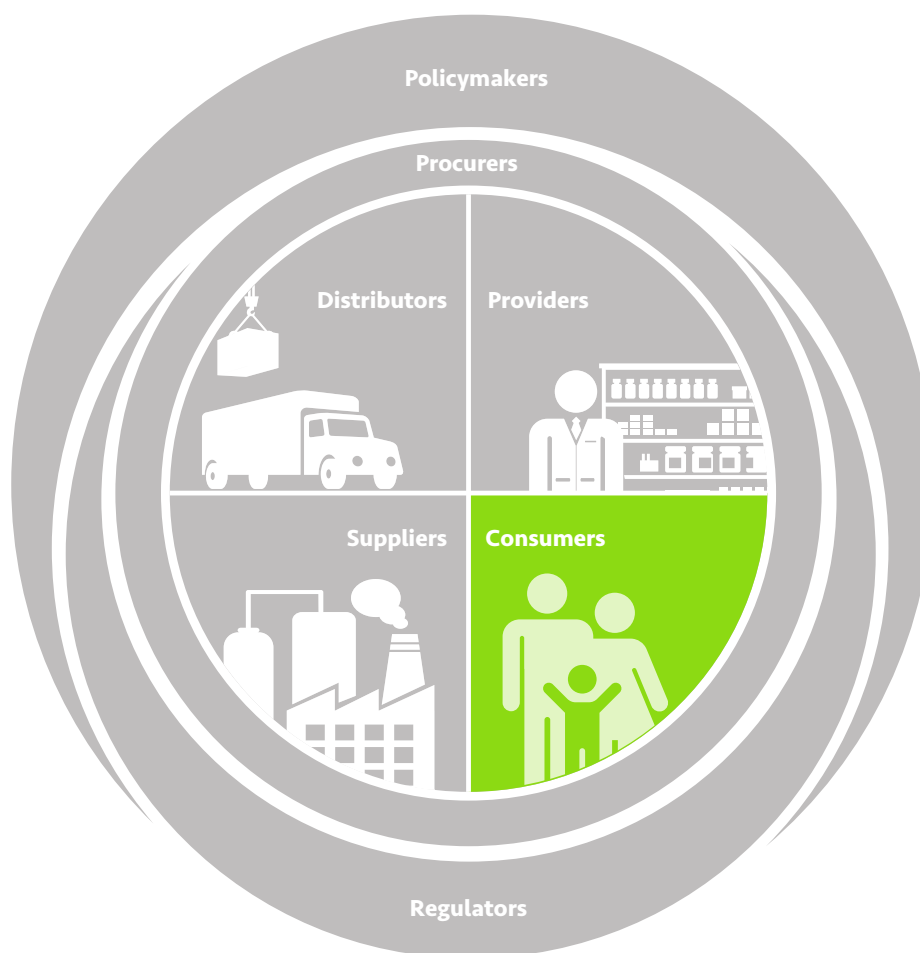 Policymakers
Procurers
Distributors
Providers
Suppliers
Consumers
Regulators